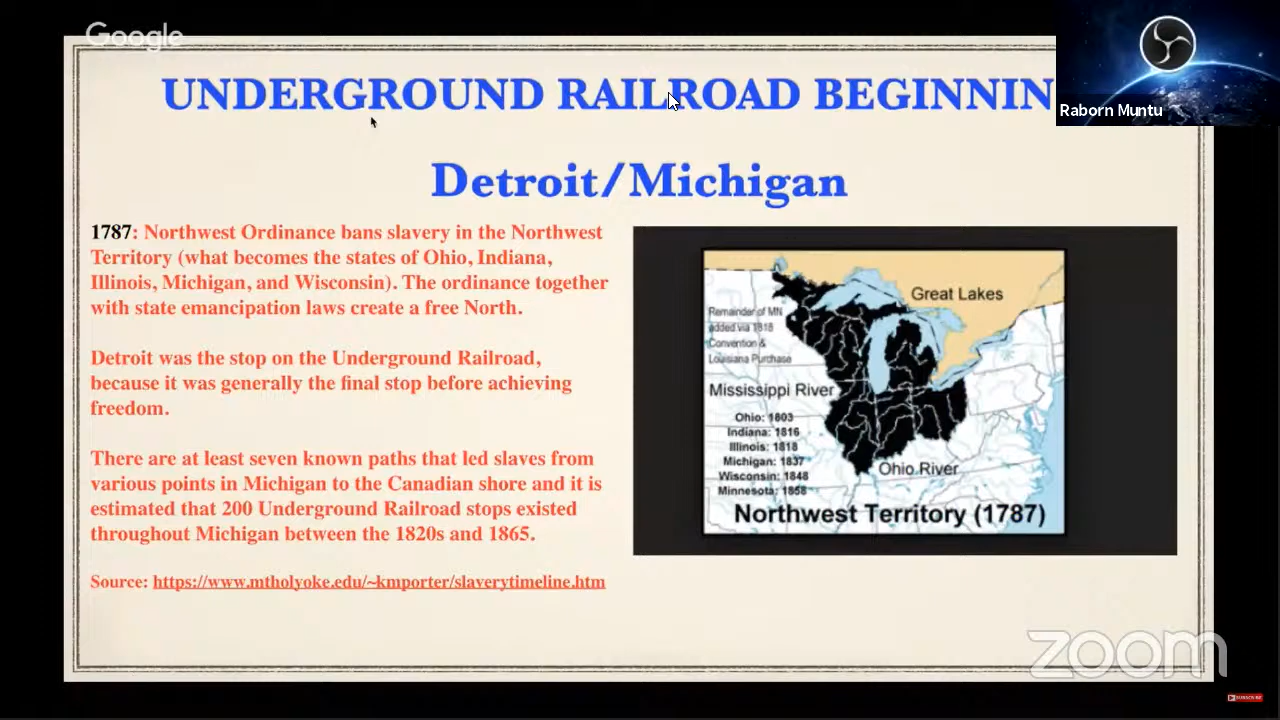 Google
UNDERGROUND RAILROAD BEGINNIN
Raborn Muntu
Detroit/Michigan
1787: Northwest Ordinance bans slavery in the Northwest
Territory (what becomes the states of Ohio, Indiana,
Illinois, Michigan, and Wisconsin). The ordinance together
with state emancipation laws create a free North.
Detroit was the stop on the Underground Railroad,
because it was generally the final stop before achieving
freedom.
There are at least seven known paths that led slaves from
various points in Michigan to the Canadian shore and it is
estimated that 200 Underground Railroad stops existed
throughout Michigan between the 1820s and 1865.
Source: https://www.mtholyoke.edu/~kmporter/slaverytimeline.htm
Great Lakes
Remainder of MN
added via 1818
Convention &
Louisiana Purchase
Mississippi River
Ohio: 1803
Indiana: 1816
Illinois: 1818
Michigan: 1837
Wisconsin: 1848
Minnesota: 1858
Ohio River
Northwest Territory (1787)
zoom
SUBSCRIBE